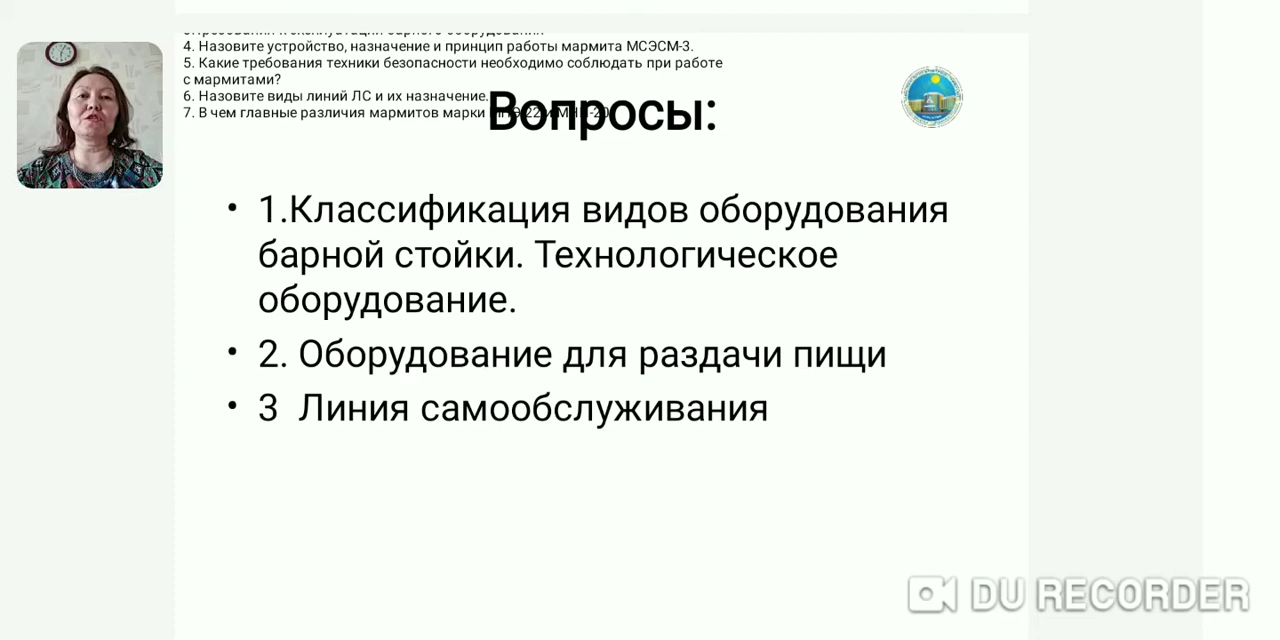 4. Назовите устройство, назначение и принцип работы мармита МСЭСМ-3.
5. Какие требования техники безопасности необходимо соблюдать при работе
с мармитами?
6. Назовите виды линий ЛС и их назначение.
7. В чем главные различия мармитов марки
Вопросы:
• 1.Классификация видов оборудования
барной стойки. Технологическое
оборудование.
• 2. Оборудование для раздачи пищи
• 3 Линия самообслуживания
DU RECORDER